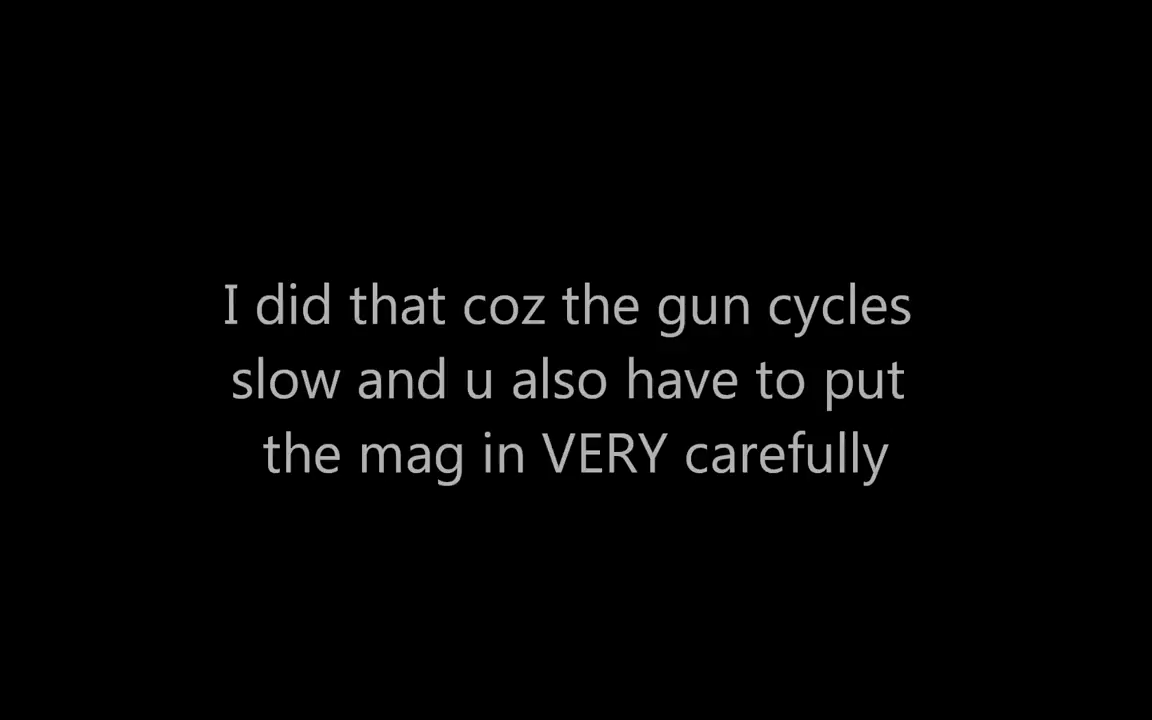 I did that coz the gun cycles
slow and u also have to put
the mag in VERY carefully